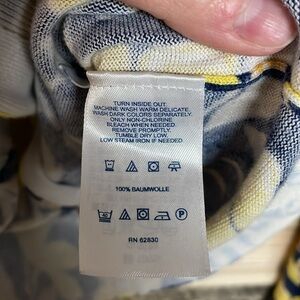 TURN INSIDE OUT.
MACHINE WASH WARM DELICATE.
WASH DARK COLORS SEPARATELY.
ONLY NON-CHLORINE
BLEACH WHEN NEEDED.
REMOVE PROMPTLY.
TUMBLE DRY LOW.
LOW STEAM IRON IF NEEDED.
100% BAUMWOLLE
P
RN 62830